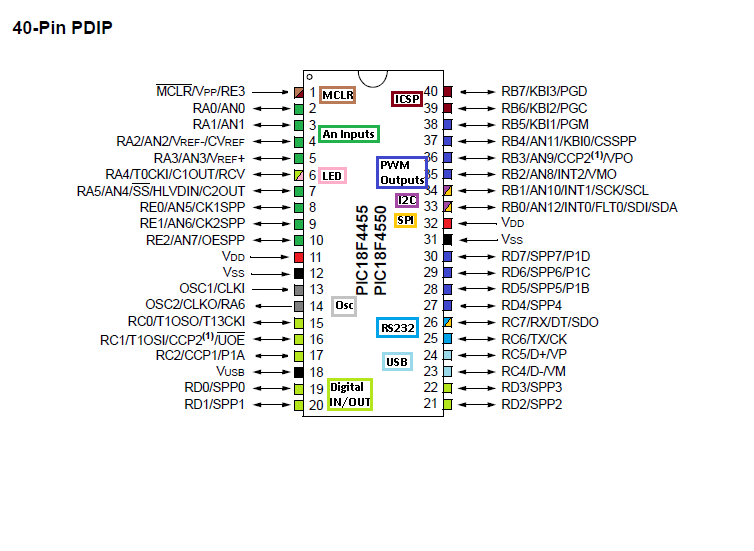 40-Pin PDIP
MCLR/VPP/RE3 1 MCLR ICSP 40 RB7/KBI3/PGD
RA0/AN0 2 39 RB6/KBI2/PGC
RA1/AN1 3 38 RB5/KBI1/PGM
RA2/AN2/VREF-/CVREF 4 An Inputs 37 RB4/AN11/KBI0/CSSPP
RA3/AN3/VREF+ 5 36 RB3/AN9/CCP2(1)/VPO
RA4/T0CKI/C1OUT/RCV 6 LED PWM Outputs 35 RB2/AN8/INT2/VMO
RA5/AN4/SS/HLVDIN/C2OUT 7 34 RB1/AN10/INT1/SCK/SCL
RE0/AN5/CK1SPP 8 I2C 33 RB0/AN12/INT0/FLT0/SDI/SDA
RE1/AN6/CK2SPP 9 SPI 32 VDD
RE2/AN7/OESPP 10 31 VSS
VDD 11 30 RD7/SPP7/P1D
VSS 12 29 RD6/SPP6/P1C
OSC1/CLKI 13 28 RD5/SPP5/P1B
OSC2/CLKO/RA6 14 Osc 27 RD4/SPP4
RC0/T1OSO/T13CKI 15 RS232 26 RC7/RX/DT/SDO
RC1/T1OSI/CCP2(1)/UOE 16 25 RC6/TX/CK
RC2/CCP1/P1A 17 USB 24 RC5/D+/VP
VUSB 18 23 RC4/D-/VM
RD0/SPP0 19 Digital 22 RD3/SPP3
RD1/SPP1 20 IN/OUT 21 RD2/SPP2
PIC18F4455
PIC18F4550